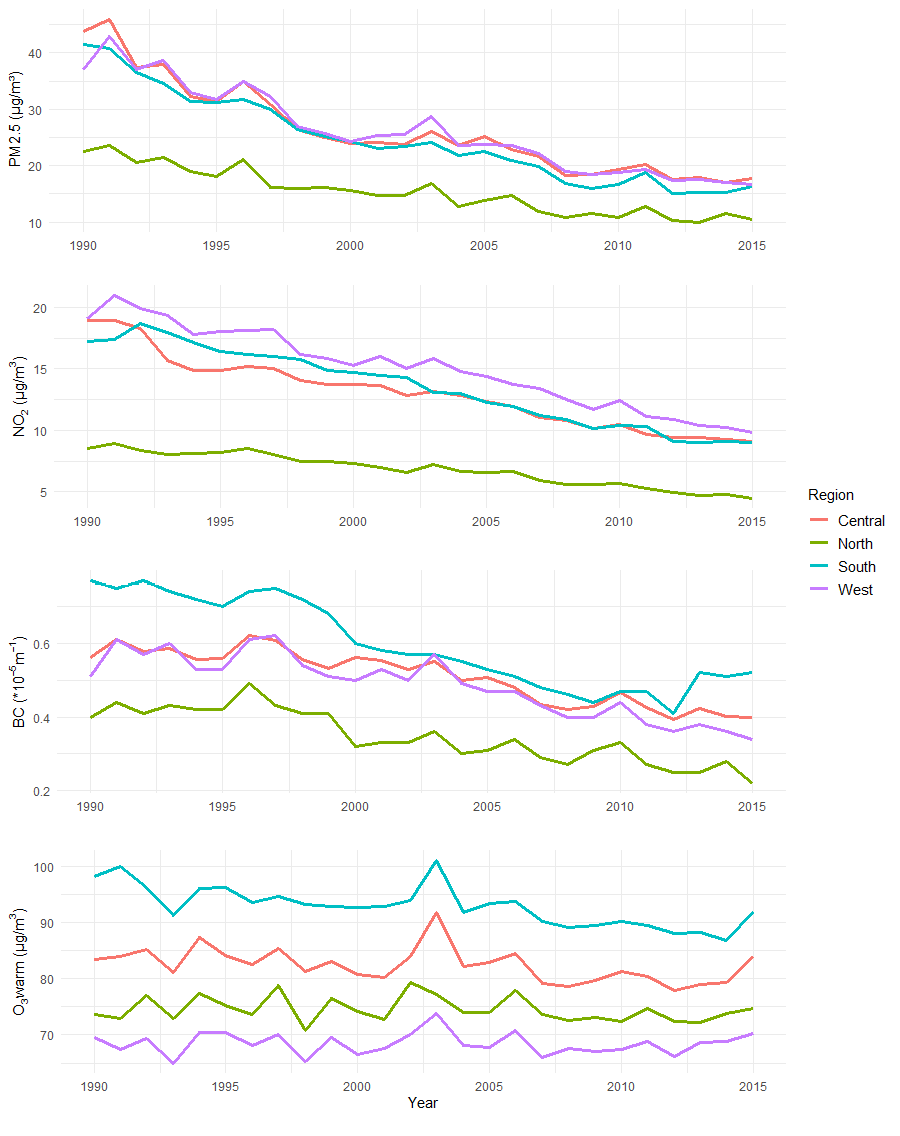 PM2.5 (µg/m³)
40
30
20
10
1990 1995 2000 2005 2010 2015
NO₂ (µg/m³)
20
15
10
5
1990 1995 2000 2005 2010 2015
Region
Central
North
South
West
BC (*10⁻⁵m⁻¹)
0.6
0.4
0.2
1990 1995 2000 2005 2010 2015
O₃warm (µg/m³)
100
90
80
70
1990 1995 2000 2005 2010 2015
Year